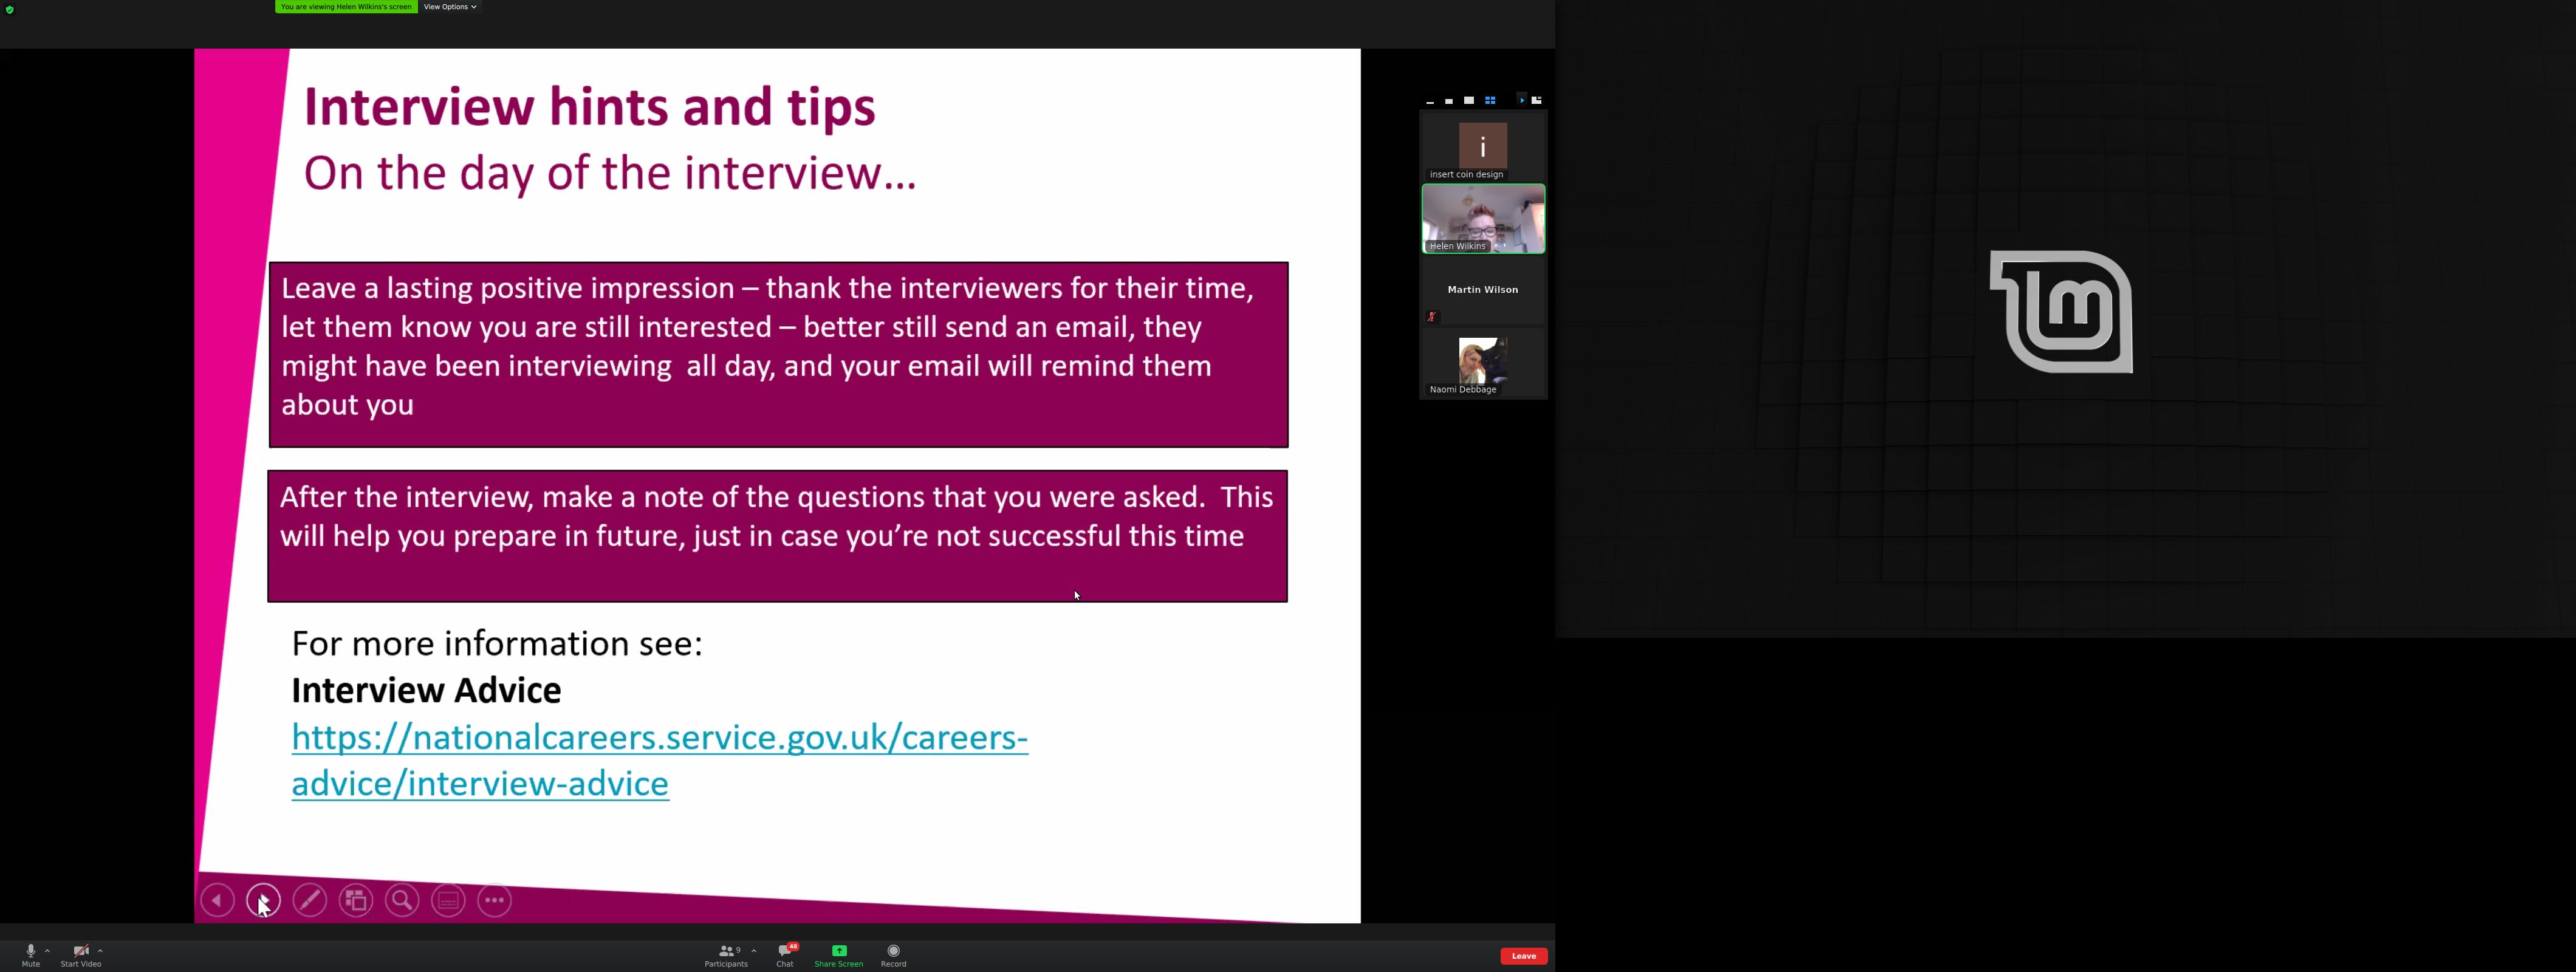 You are viewing Helen Wilkins's screen View Options
Interview hints and tips
On the day of the interview...
Leave a lasting positive impression – thank the interviewers for their time,
let them know you are still interested – better still send an email, they
might have been interviewing  all day, and your email will remind them
about you
After the interview, make a note of the questions that you were asked.  This
will help you prepare in future, just in case you’re not successful this time
For more information see:
Interview Advice
https://nationalcareers.service.gov.uk/careers-
advice/interview-advice
i
insert coin design
Helen Wilkins
Martin Wilson
Naomi Debbage
lm
Mute
Start Video
9
Participants
48
Chat
Share Screen
Record
Leave